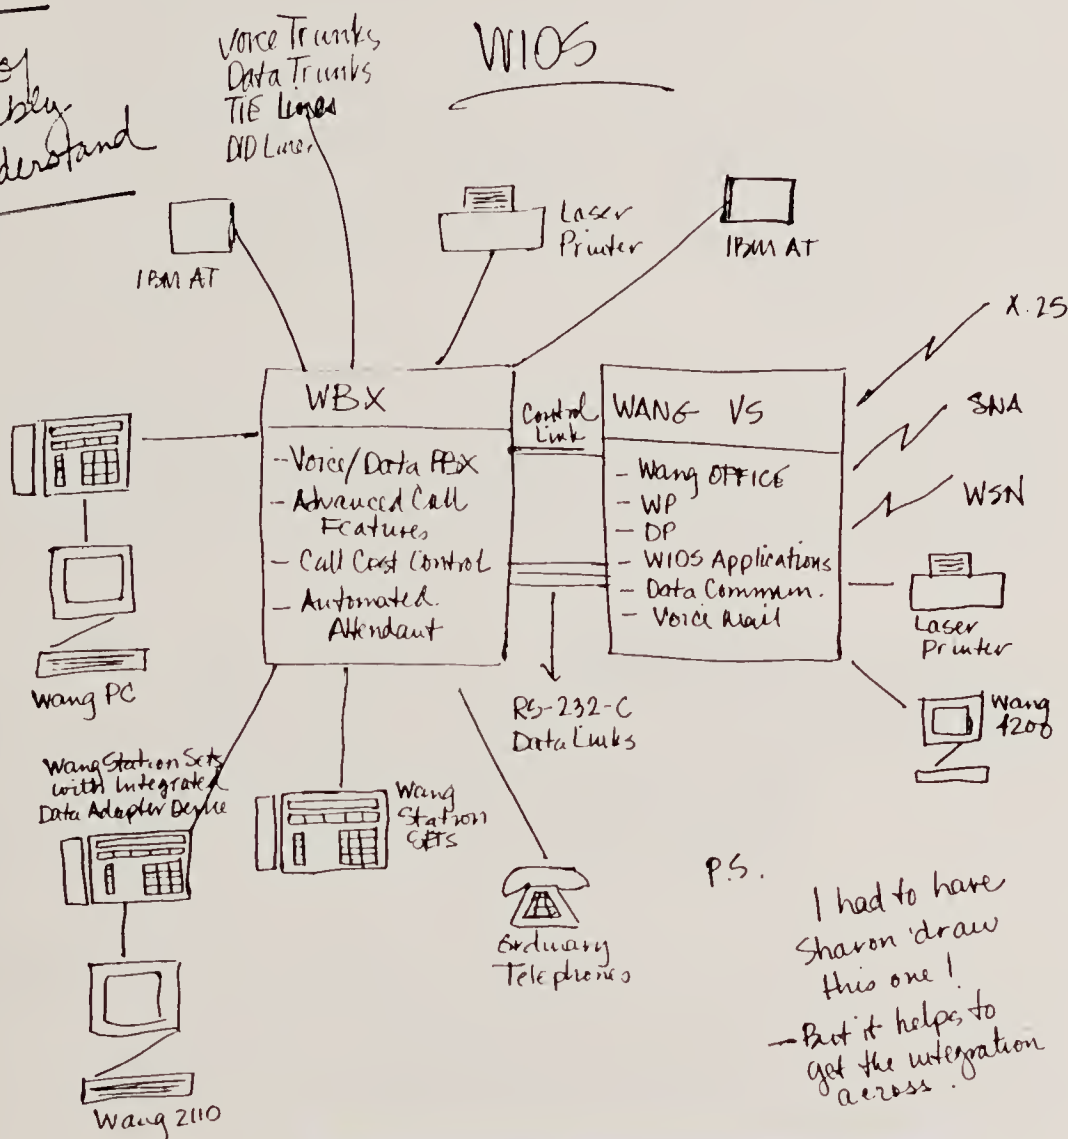 of
derstand
Voice Trunks
Data Trunks
TIE Lines
DID Lines
WIOS
IBM AT
Laser
Printer
IBM AT
X.25
SNA
WSN
WBX
- Voice/Data PBX
- Advanced Call
Features
- Call Cost Control
- Automated
Attendant
Control
Link
WANG VS
- Wang OFFICE
- WP
- DP
- WIOS Applications
- Data Commun.
- Voice Mail
Laser
Printer
Wang
4200
RS-232-C
Data Links
Wang PC
Wang Station Sets
with Integrated
Data Adapter Device
Wang
Station
SETS
Ordinary
Telephones
Wang 2110
P.S.
I had to have
Sharon draw
this one!
- But it helps to
get the integration
across.